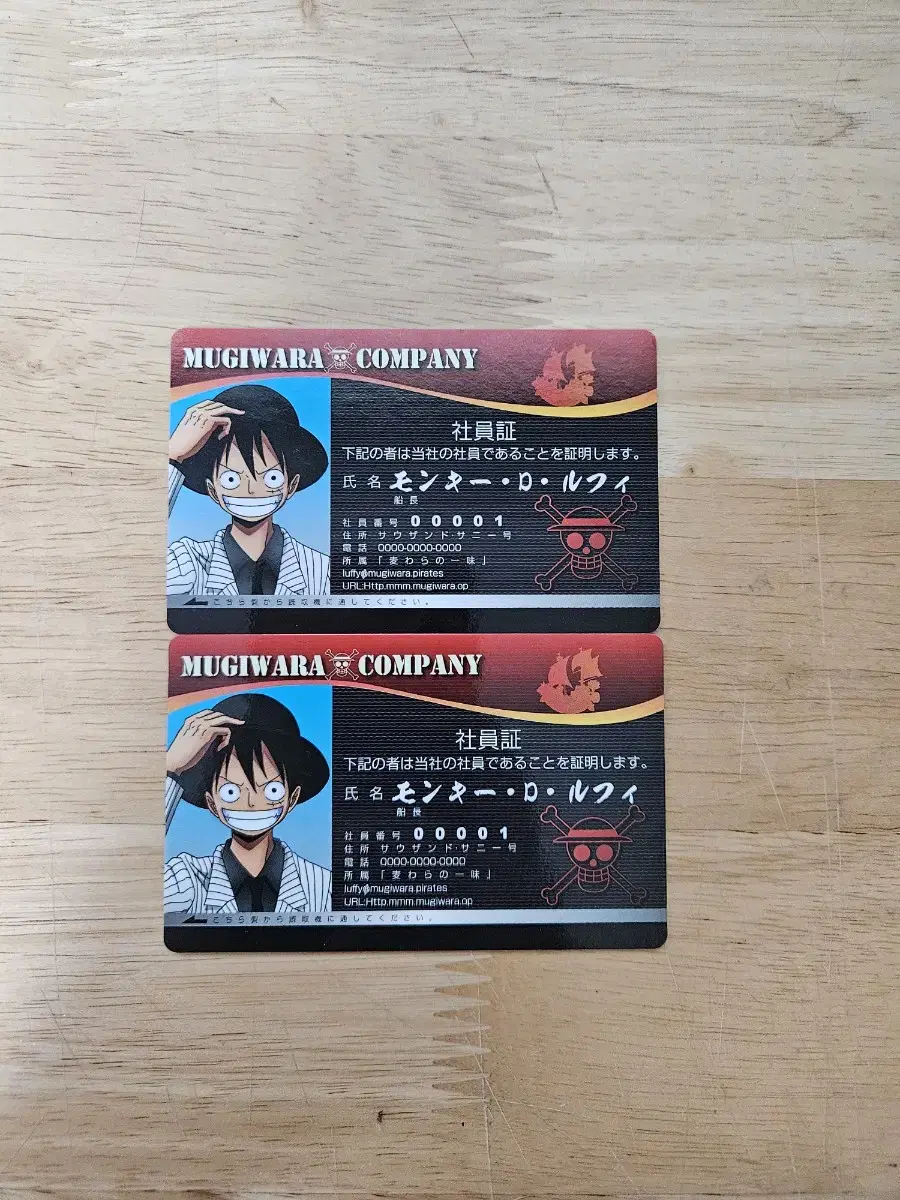 MUGIWARA COMPANY
社員証
下記の者は当社の社員であることを証明します。
氏名 モンキー・D・ルフィ
船長
社員番号 00001
住所 サウザンド・サニー号
電話 0000-0000-0000
所属「麦わらの一味」
luffy@mugiwara.pirates
URL:Http.mmm.mugiwara.op
こちら側から読取機に通してください。
MUGIWARA COMPANY
社員証
下記の者は当社の社員であることを証明します。
氏名 モンキー・D・ルフィ
船長
社員番号 00001
住所 サウザンド・サニー号
電話 0000-0000-0000
所属「麦わらの一味」
luffy@mugiwara.pirates
URL:Http.mmm.mugiwara.op
こちら側から読取機に通してください。